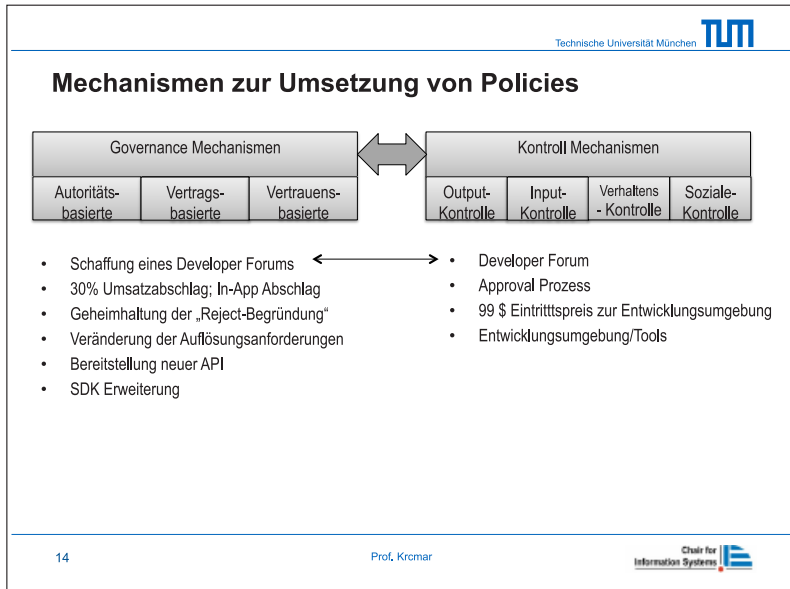 Technische Universität München
TUM
Mechanismen zur Umsetzung von Policies
Governance Mechanismen
Autoritäts-
basierte
Vertrags-
basierte
Vertrauens-
basierte
Kontroll Mechanismen
Output-
Kontrolle
Input-
Kontrolle
Verhaltens
- Kontrolle
Soziale-
Kontrolle
• Schaffung eines Developer Forums
• 30% Umsatzabschlag; In-App Abschlag
• Geheimhaltung der „Reject-Begründung“
• Veränderung der Auflösungsanforderungen
• Bereitstellung neuer API
• SDK Erweiterung
• Developer Forum
• Approval Prozess
• 99 $ Eintritttspreis zur Entwicklungsumgebung
• Entwicklungsumgebung/Tools
14
Prof. Krcmar
Chair for
Information Systems